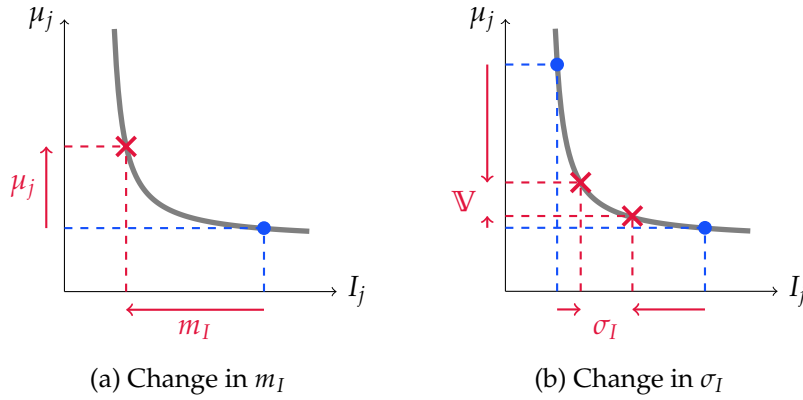 μ_j
μ_j
I_j
m_I
(a) Change in m_I
μ_j
𝕍
I_j
σ_I
(b) Change in σ_I